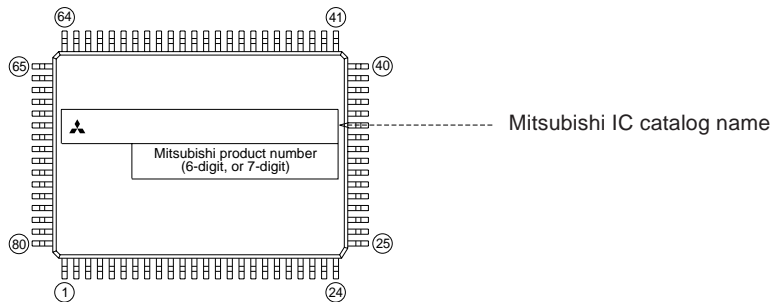 64 41
65 40
Mitsubishi IC catalog name
Mitsubishi product number
(6-digit, or 7-digit)
80 25
1 24